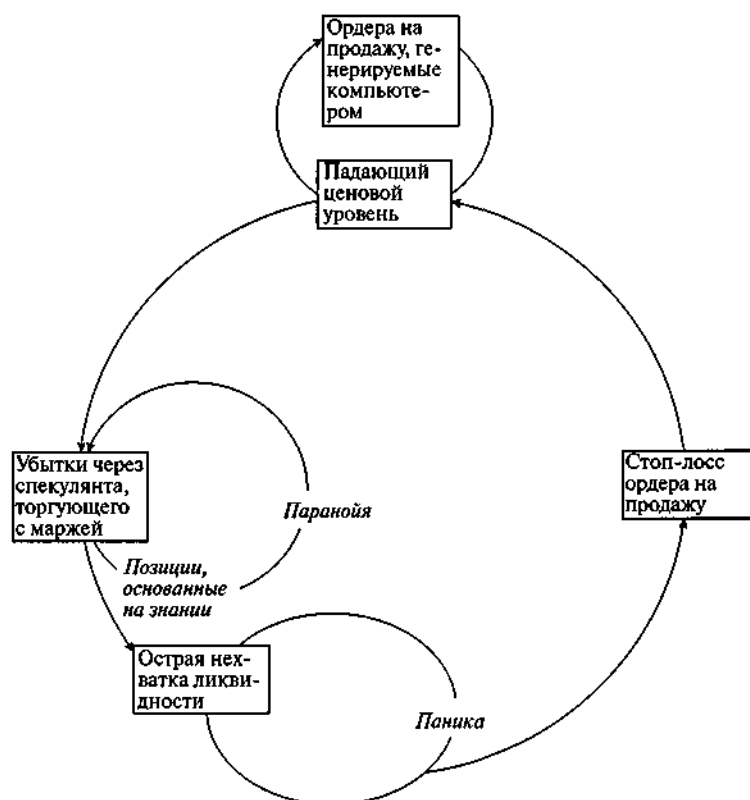 Ордера на
продажу, ге-
нерируемые
компьюте-
ром
Падающий
ценовой
уровень
Убытки через
спекулянта,
торгующего
с маржей
Стоп-лосс
ордера на
продажу
Паранойя
Позиции,
основанные
на знании
Острая нех-
ватка ликви-
дности
Паника